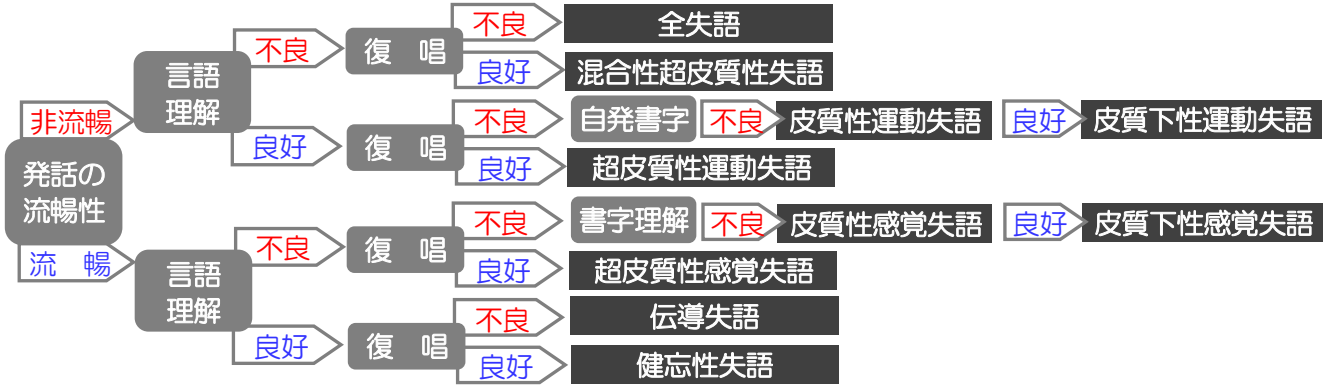 不良
全失語
不良
復　唱
良好
混合性超皮質性失語
言語
理解
非流暢
良好
復　唱
不良
自発書字
不良
皮質性運動失語
良好
皮質下性運動失語
良好
超皮質性運動失語
発話の
流暢性
流　暢
言語
理解
不良
復　唱
不良
書字理解
不良
皮質性感覚失語
良好
皮質下性感覚失語
良好
超皮質性感覚失語
良好
復　唱
不良
伝導失語
良好
健忘性失語